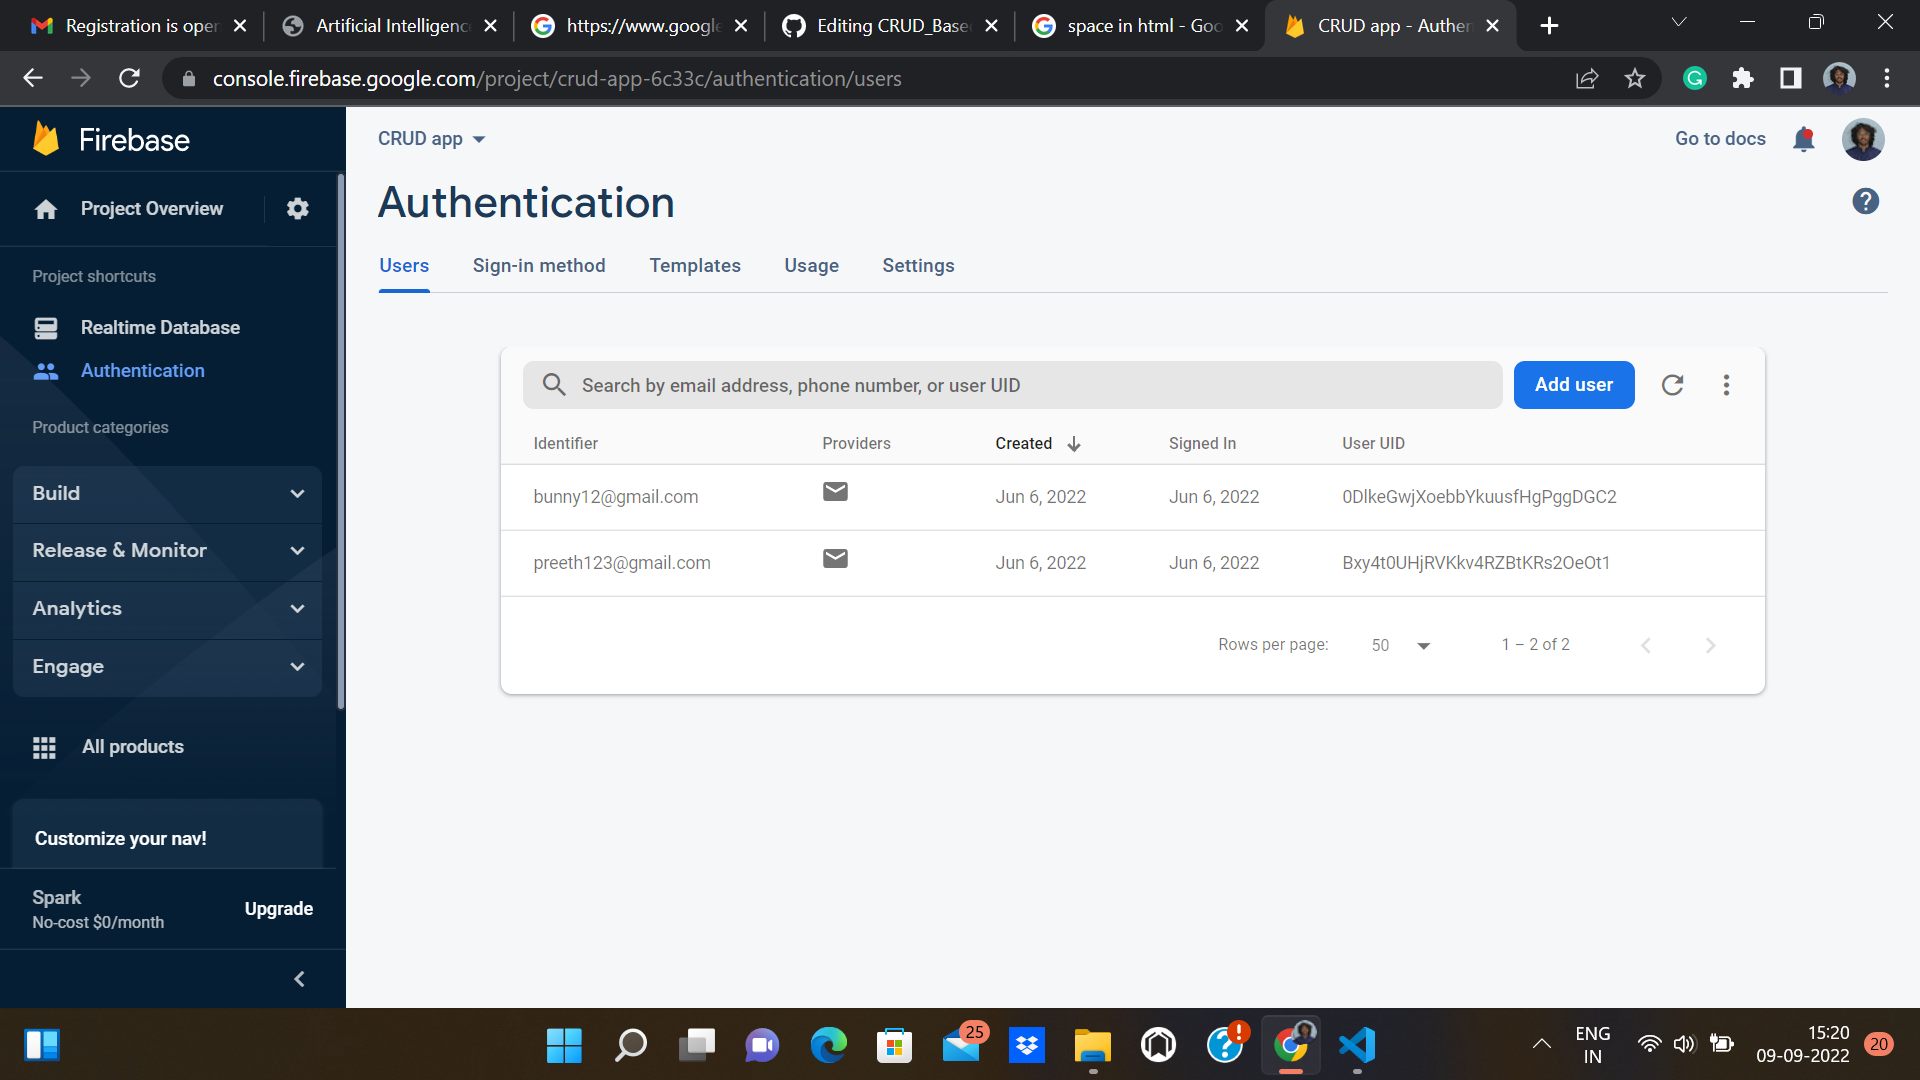 Registration is open
Artificial Intelligence
https://www.google
Editing CRUD_Base
space in html - Goo
CRUD app - Authen
console.firebase.google.com/project/crud-app-6c33c/authentication/users
Firebase
CRUD app
Go to docs
Project Overview
Authentication
Users
Sign-in method
Templates
Usage
Settings
Project shortcuts
Realtime Database
Authentication
Product categories
Build
Release & Monitor
Analytics
Engage
All products
Customize your nav!
Spark
No-cost $0/month
Upgrade
Search by email address, phone number, or user UID
Add user
Identifier Providers Created Signed In User UID
bunny12@gmail.com Jun 6, 2022 Jun 6, 2022 0DlkeGwjXoebbYkuusfHgPggDGC2
preeth123@gmail.com Jun 6, 2022 Jun 6, 2022 Bxy4t0UHjRVKkv4RZBtKRs2OeOt1
Rows per page: 50 1 – 2 of 2
25
ENG
IN
15:20
09-09-2022
20